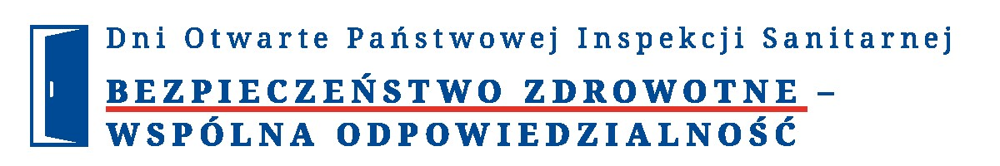 Dni Otwarte Państwowej Inspekcji Sanitarnej
BEZPIECZEŃSTWO ZDROWOTNE –
WSPÓLNA ODPOWIEDZIALNOŚĆ